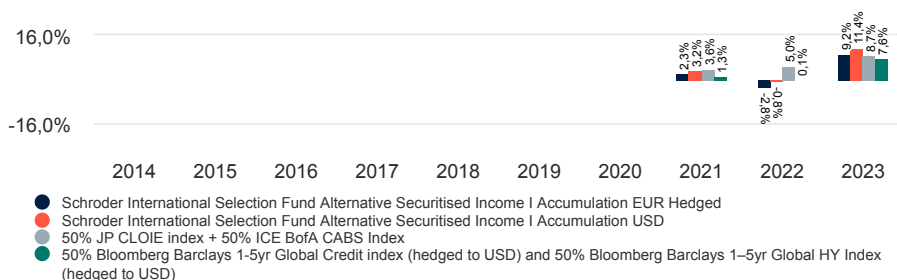 16,0%
-16,0%
2,3%
3,2%
3,6%
1,3%
-2,8%
-0,8%
5,0%
0,1%
9,2%
11,4%
8,7%
7,6%
2014 2015 2016 2017 2018 2019 2020 2021 2022 2023
Schroder International Selection Fund Alternative Securitised Income I Accumulation EUR Hedged
Schroder International Selection Fund Alternative Securitised Income I Accumulation USD
50% JP CLOIE index + 50% ICE BofA CABS Index
50% Bloomberg Barclays 1-5yr Global Credit index (hedged to USD) and 50% Bloomberg Barclays 1–5yr Global HY Index
(hedged to USD)